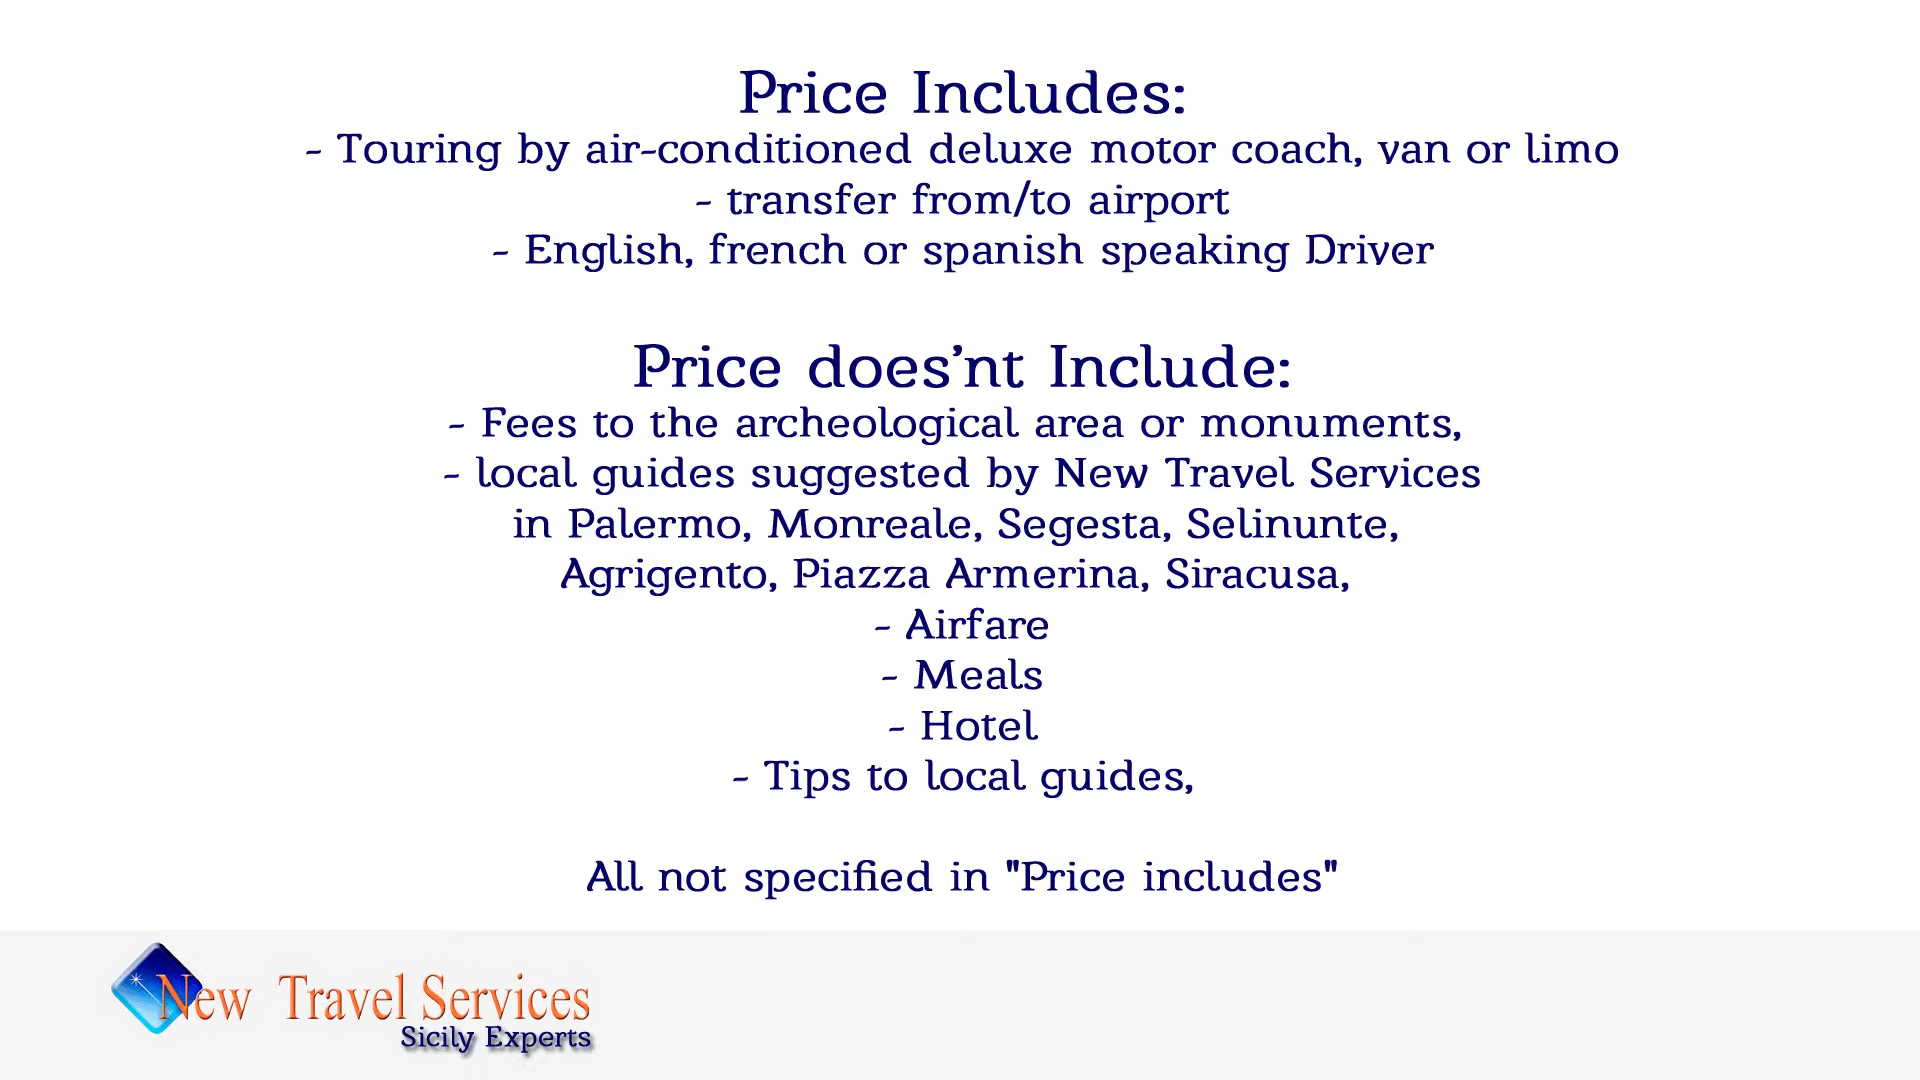 Price Includes:
- Touring by air-conditioned deluxe motor coach, van or limo
- transfer from/to airport
- English, french or spanish speaking Driver
Price does'nt Include:
- Fees to the archeological area or monuments,
- local guides suggested by New Travel Services
in Palermo, Monreale, Segesta, Selinunte,
Agrigento, Piazza Armerina, Siracusa,
- Airfare
- Meals
- Hotel
- Tips to local guides,
All not specified in "Price includes"
New Travel Services
Sicily Experts